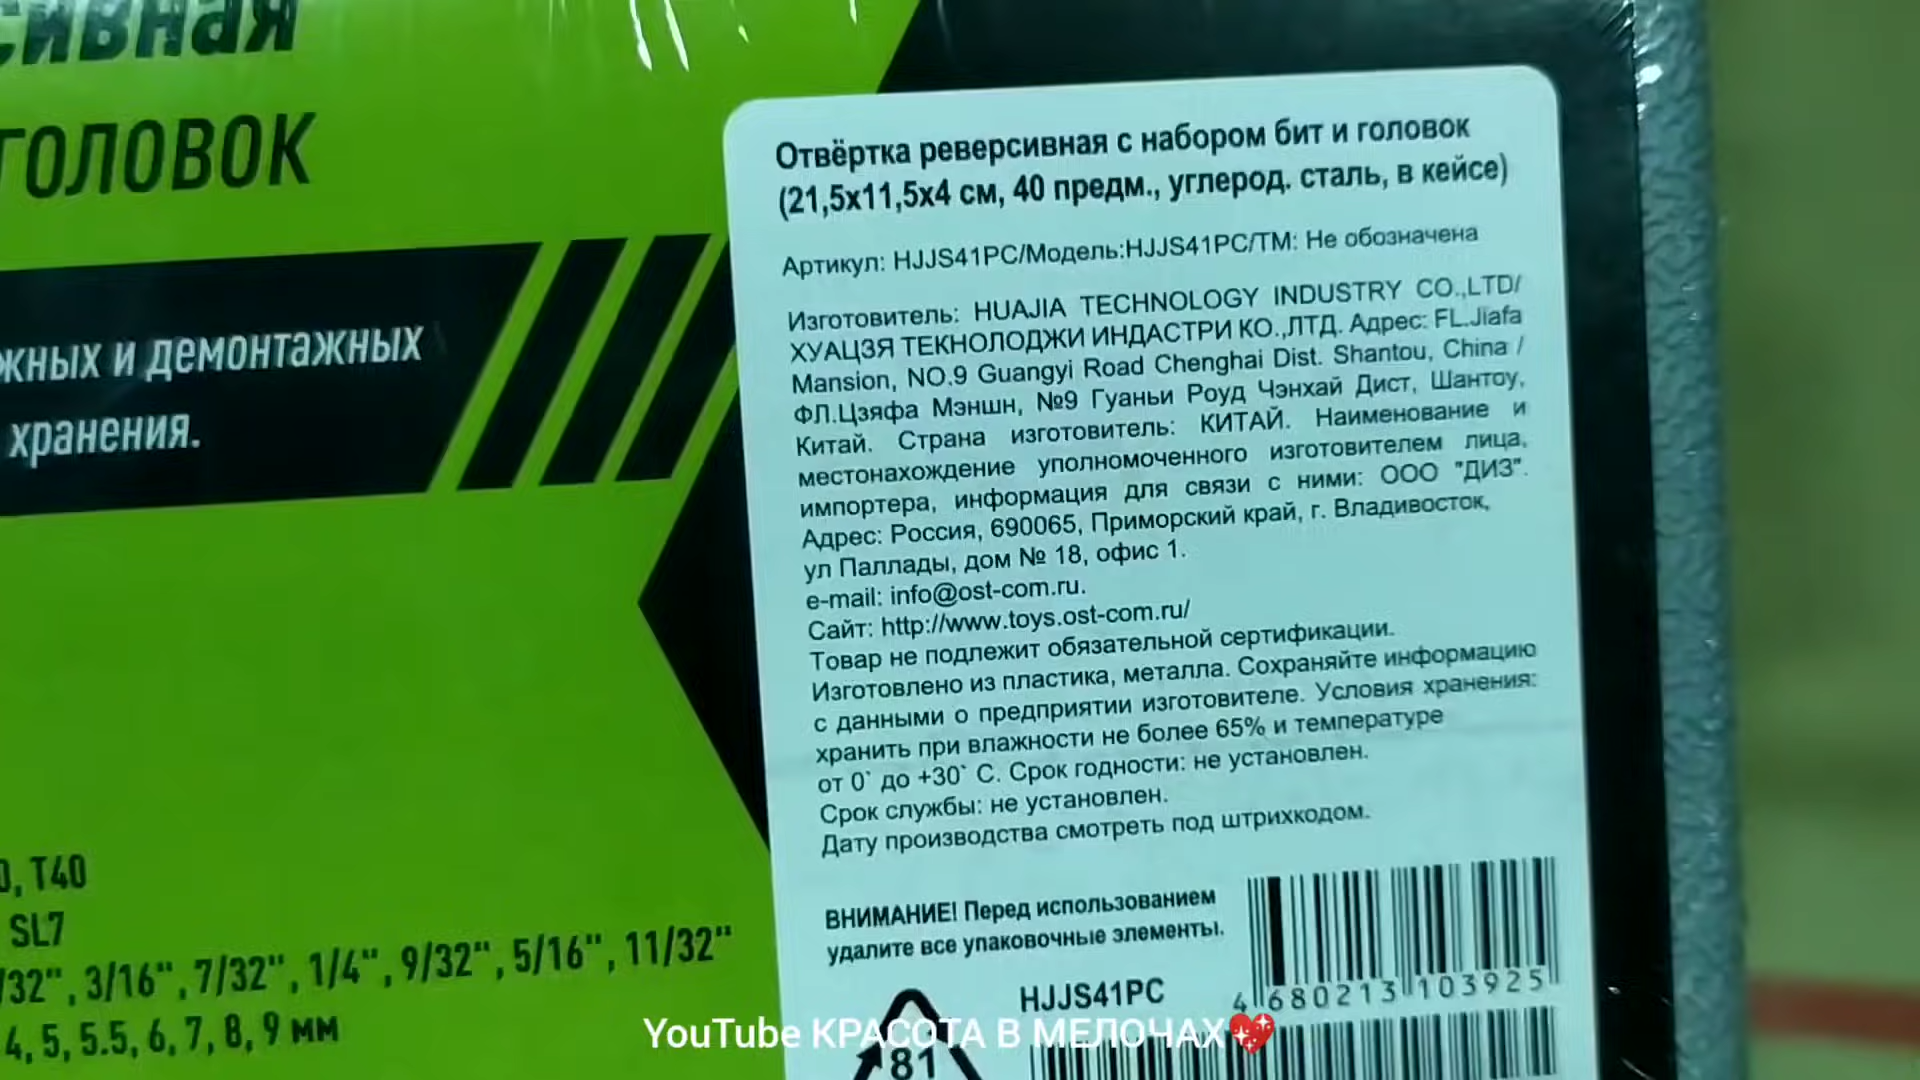 сивная
ГОЛОВОК
жных и демонтажных
хранения.
0, T40
SL7
/32", 3/16", 7/32", 1/4", 9/32", 5/16", 11/32"
4, 5, 5.5, 6, 7, 8, 9 мм
Отвёртка реверсивная с набором бит и головок
(21,5х11,5х4 см, 40 предм., углерод. сталь, в кейсе)
Артикул: HJJS41PC/Модель:HJJS41PC/ТМ: Не обозначена
Изготовитель: HUAJIA TECHNOLOGY INDUSTRY CO.,LTD/
ХУАЦЗЯ ТЕКНОЛОДЖИ ИНДАСТРИ КО.,ЛТД. Адрес: FL.Jiafa
Mansion, NO.9 Guangyi Road Chenghai Dist. Shantou, China /
ФЛ.Цзяфа Мэншн, №9 Гуаньи Роуд Чэнхай Дист, Шантоу,
Китай. Страна изготовитель: КИТАЙ. Наименование и
местонахождение уполномоченного изготовителем лица,
импортера, информация для связи с ними: ООО "ДИЗ".
Адрес: Россия, 690065, Приморский край, г. Владивосток,
ул Паллады, дом № 18, офис 1.
e-mail: info@ost-com.ru.
Сайт: http://www.toys.ost-com.ru/
Товар не подлежит обязательной сертификации.
Изготовлено из пластика, металла. Сохраняйте информацию
с данными о предприятии изготовителе. Условия хранения:
хранить при влажности не более 65% и температуре
от 0` до +30` С. Срок годности: не установлен.
Срок службы: не установлен.
Дату производства смотреть под штрихкодом.
ВНИМАНИЕ! Перед использованием
удалите все упаковочные элементы.
HJJS41PC
4 680213 103925
81
YouTube КРАСОТА В МЕЛОЧАХ💖